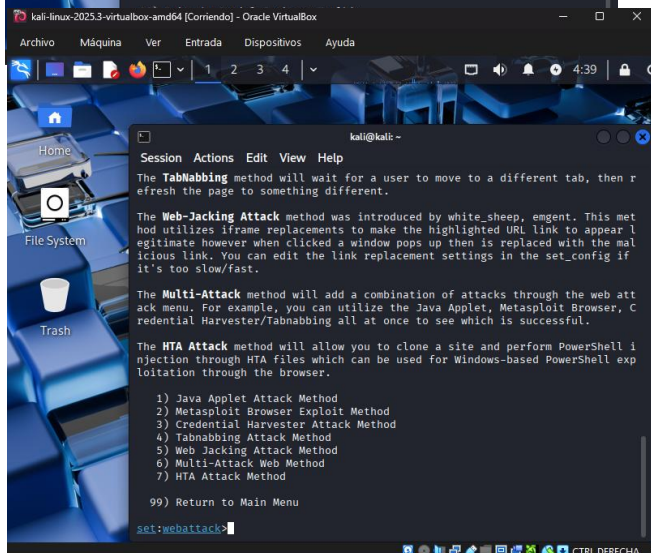 kali-linux-2025.3-virtualbox-amd64 [Corriendo] - Oracle VirtualBox
Archivo Máquina Ver Entrada Dispositivos Ayuda
1 2 3 4 4:39
kali@kali: ~
Session Actions Edit View Help
Home
File System
Trash
The TabNabbing method will wait for a user to move to a different tab, then r
efresh the page to something different.
The Web-Jacking Attack method was introduced by white_sheep, emgent. This met
hod utilizes iframe replacements to make the highlighted URL link to appear l
egitimate however when clicked a window pops up then is replaced with the mal
icious link. You can edit the link replacement settings in the set_config if
it's too slow/fast.
The Multi-Attack method will add a combination of attacks through the web att
ack menu. For example, you can utilize the Java Applet, Metasploit Browser, C
redential Harvester/Tabnabbing all at once to see which is successful.
The HTA Attack method will allow you to clone a site and perform PowerShell i
njection through HTA files which can be used for Windows-based PowerShell exp
loitation through the browser.
1) Java Applet Attack Method
2) Metasploit Browser Exploit Method
3) Credential Harvester Attack Method
4) Tabnabbing Attack Method
5) Web Jacking Attack Method
6) Multi-Attack Web Method
7) HTA Attack Method
99) Return to Main Menu
set:webattack>
CTRL DERECHA